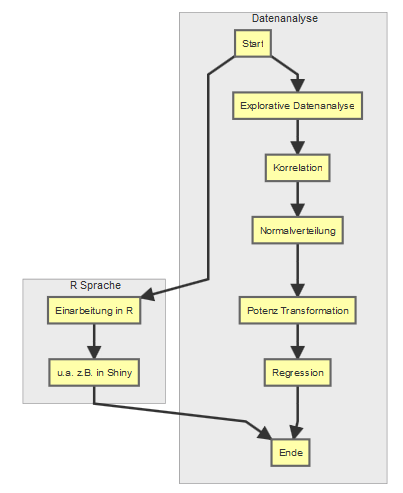 Datenanalyse
Start
Explorative Datenanalyse
Korrelation
Normalverteilung
R Sprache
Einarbeitung in R
Potenz Transformation
u.a. z.B. in Shiny
Regression
Ende